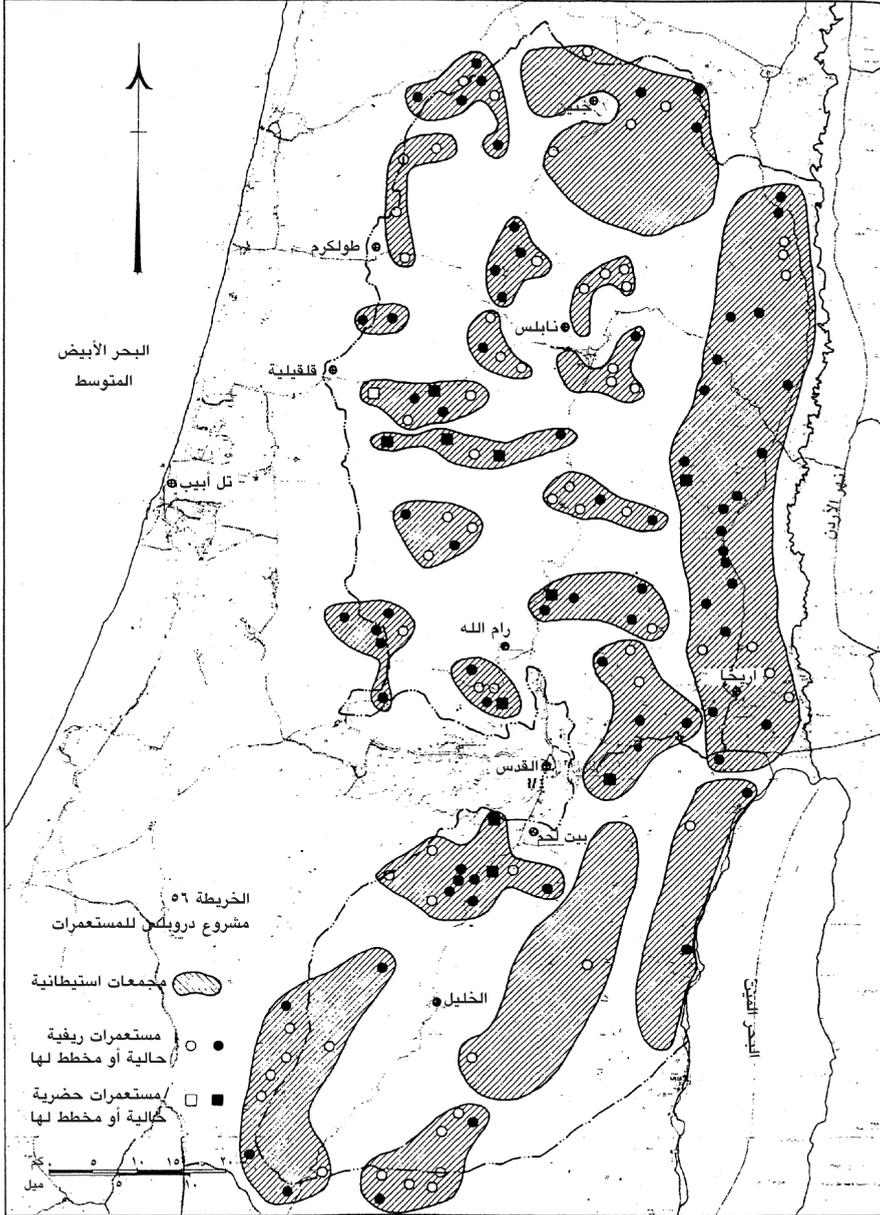 جنين
طولكرم
نابلس
البحر الأبيض
المتوسط
قلقيلية
تل أبيب
نهر الأردن
رام الله
اريحا
القدس
بيت لحم
الخريطة ٥٦
مشروع دروبلس للمستعمرات
مجمعات استيطانية
الخليل
البحر الميت
مستعمرات ريفية
حالية أو مخطط لها
مستعمرات حضرية
حالية أو مخطط لها
كم ٥ ١٠ ١٥ ٢٠
ميل ٥ ١٠